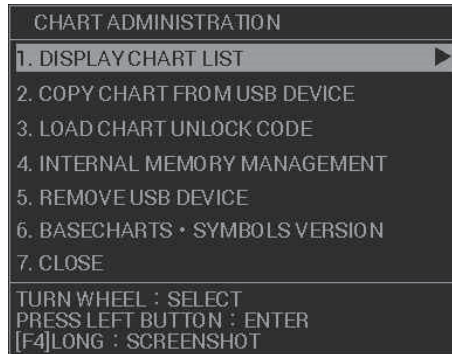 CHART ADMINISTRATION
1. DISPLAY CHART LIST
2. COPY CHART FROM USB DEVICE
3. LOAD CHART UNLOCK CODE
4. INTERNAL MEMORY MANAGEMENT
5. REMOVE USB DEVICE
6. BASECHARTS・SYMBOLS VERSION
7. CLOSE
TURN WHEEL : SELECT
PRESS LEFT BUTTON : ENTER
[F4]LONG : SCREENSHOT